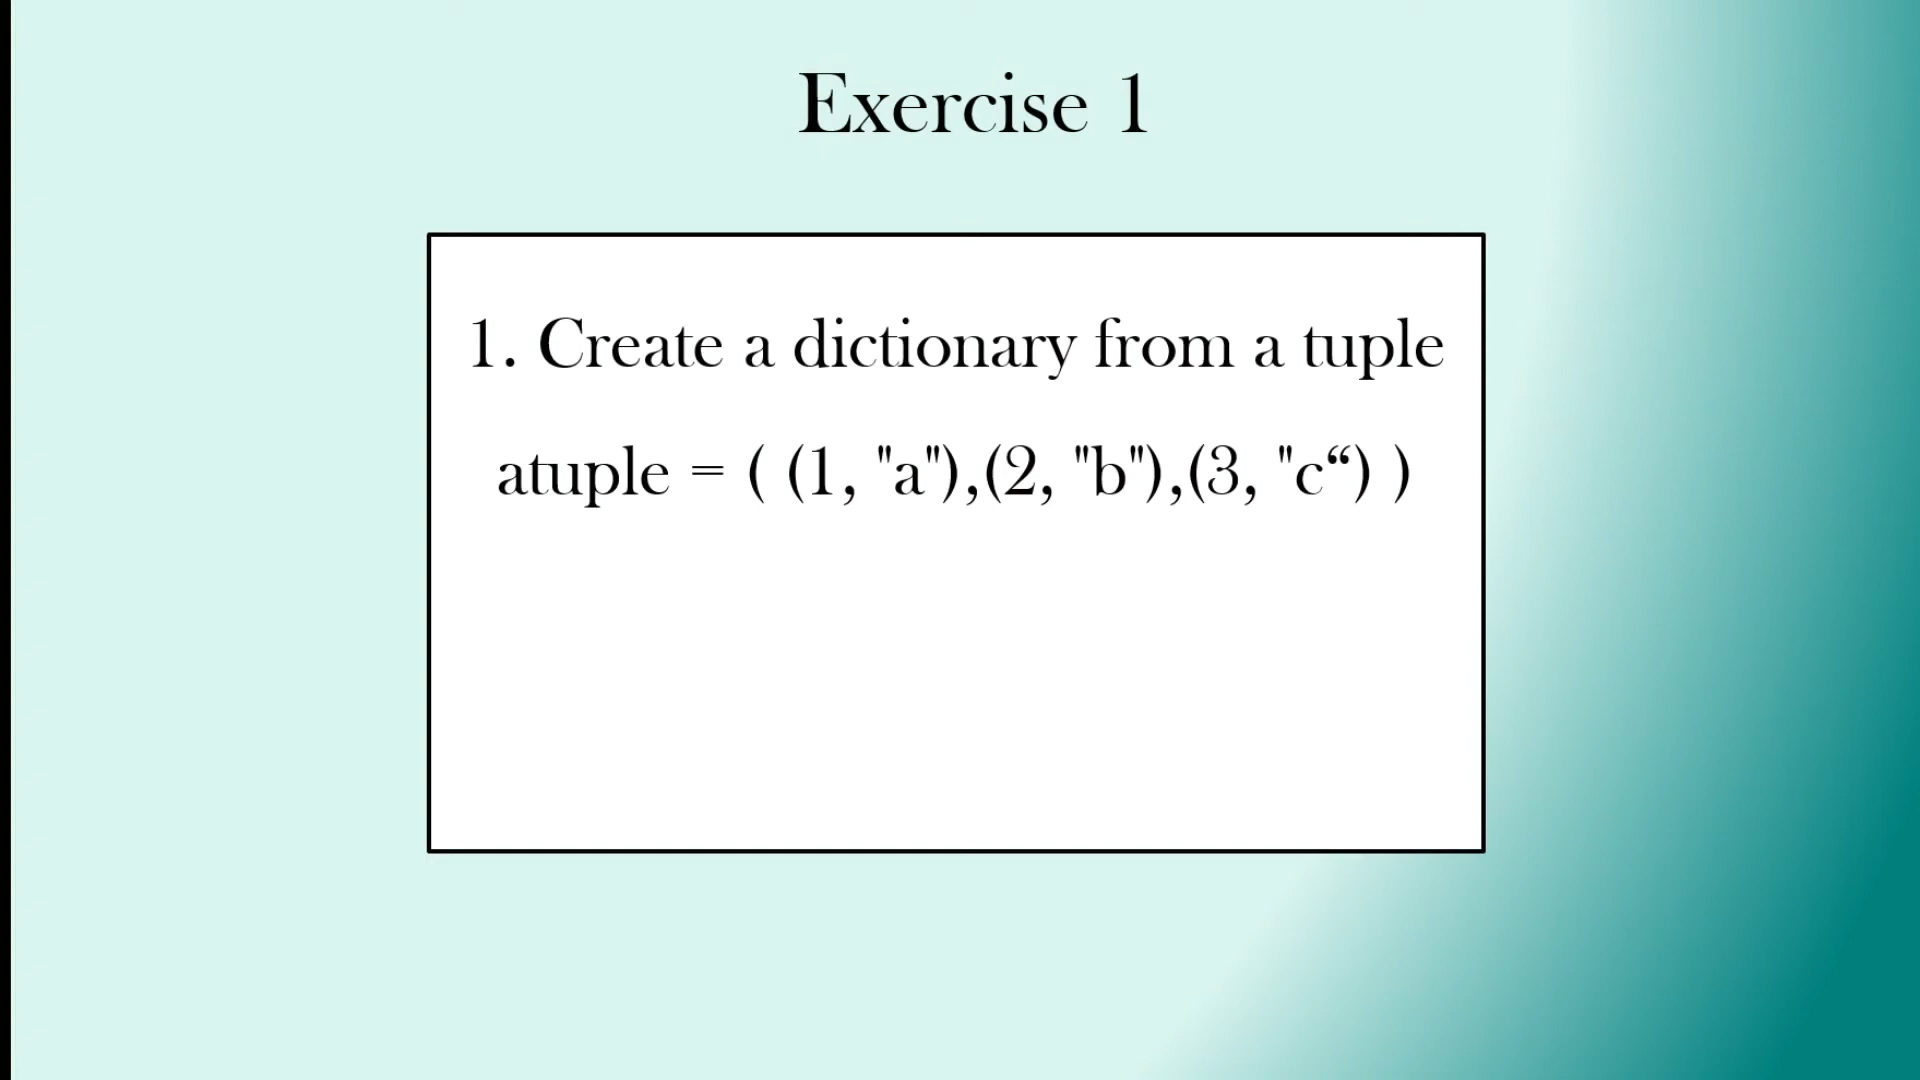 Exercise 1
1. Create a dictionary from a tuple
atuple = ( (1, "a"),(2, "b"),(3, "c“) )